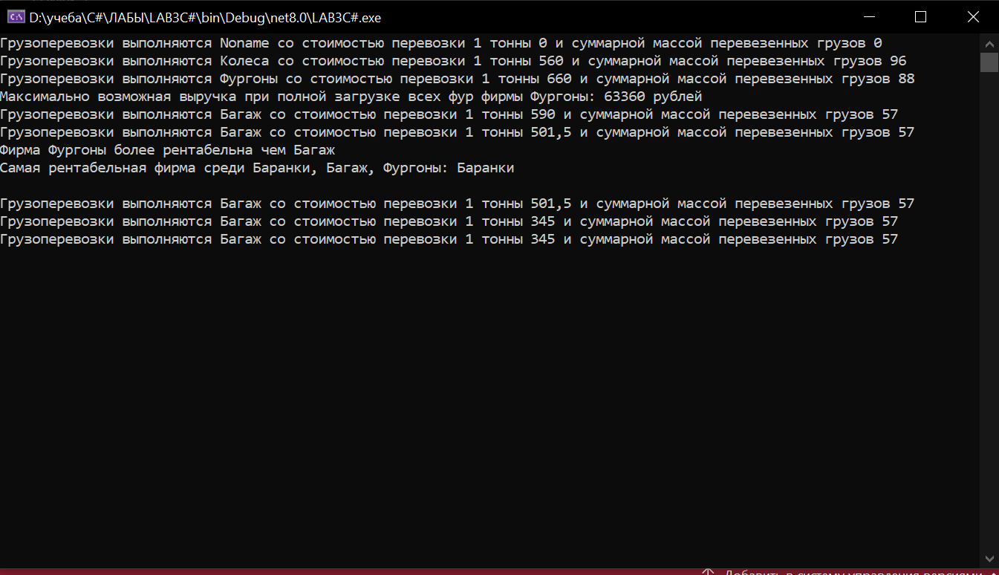 D:\учеба\C#\ЛАБЫ\LAB3C#\bin\Debug\net8.0\LAB3C#.exe
Грузоперевозки выполняются Noname со стоимостью перевозки 1 тонны 0 и суммарной массой перевезенных грузов 0
Грузоперевозки выполняются Колеса со стоимостью перевозки 1 тонны 560 и суммарной массой перевезенных грузов 96
Грузоперевозки выполняются Фургоны со стоимостью перевозки 1 тонны 660 и суммарной массой перевезенных грузов 88
Максимально возможная выручка при полной загрузке всех фур фирмы Фургоны: 63360 рублей
Грузоперевозки выполняются Багаж со стоимостью перевозки 1 тонны 590 и суммарной массой перевезенных грузов 57
Грузоперевозки выполняются Багаж со стоимостью перевозки 1 тонны 501,5 и суммарной массой перевезенных грузов 57
Фирма Фургоны более рентабельна чем Багаж
Самая рентабельная фирма среди Баранки, Багаж, Фургоны: Баранки
Грузоперевозки выполняются Багаж со стоимостью перевозки 1 тонны 501,5 и суммарной массой перевезенных грузов 57
Грузоперевозки выполняются Багаж со стоимостью перевозки 1 тонны 345 и суммарной массой перевезенных грузов 57
Грузоперевозки выполняются Багаж со стоимостью перевозки 1 тонны 345 и суммарной массой перевезенных грузов 57
Добавить в систему управления версиями